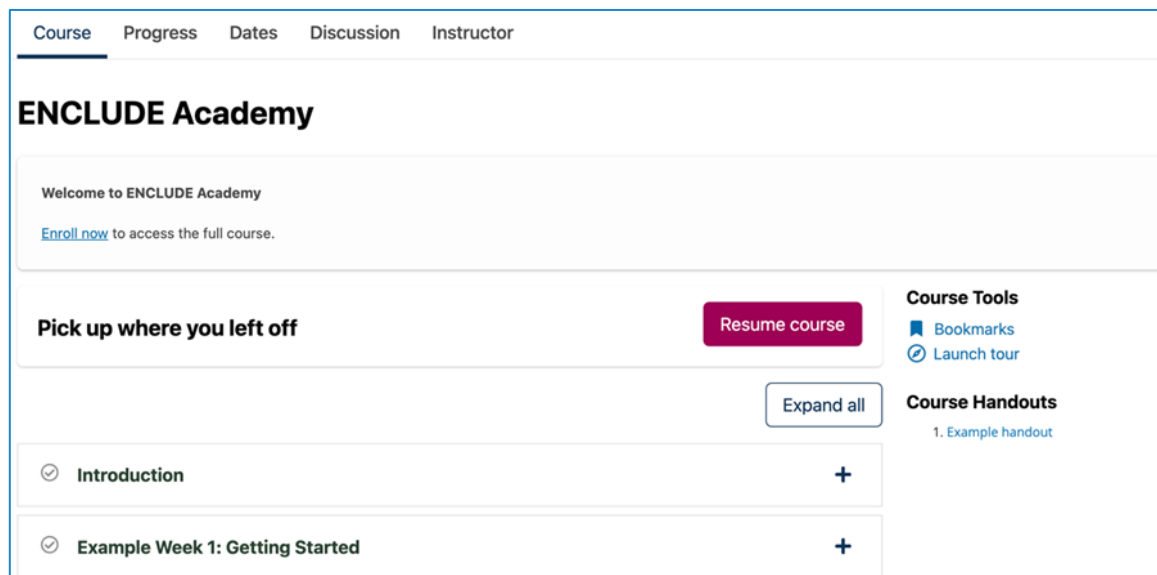 Course Progress Dates Discussion Instructor
ENCLUDE Academy
Welcome to ENCLUDE Academy
Enroll now to access the full course.
Pick up where you left off
Resume course
Expand all
Introduction
Example Week 1: Getting Started
Course Tools
Bookmarks
Launch tour
Course Handouts
1. Example handout